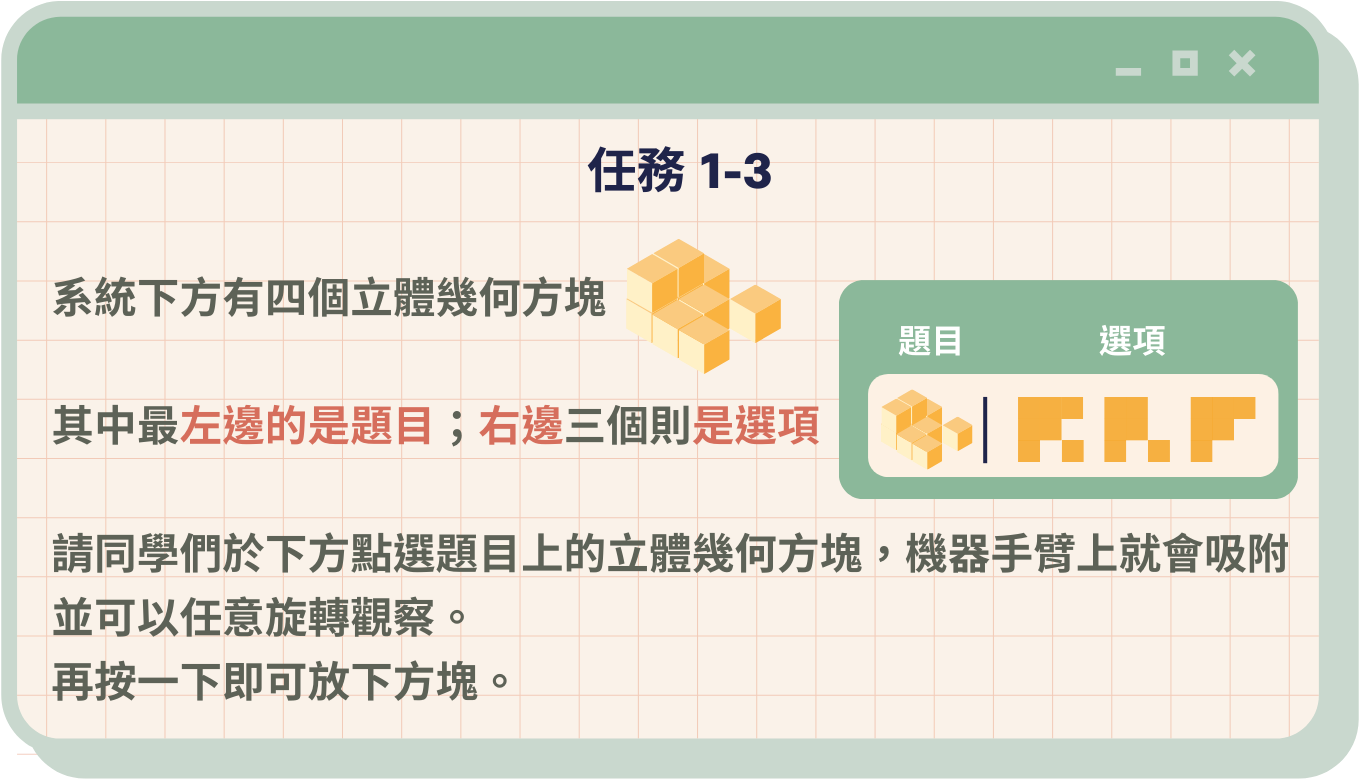 任務 1-3
系統下方有四個立體幾何方塊
題目 選項
其中最左邊的是題目；右邊三個則是選項
請同學們於下方點選題目上的立體幾何方塊，機器手臂上就會吸附
並可以任意旋轉觀察。
再按一下即可放下方塊。